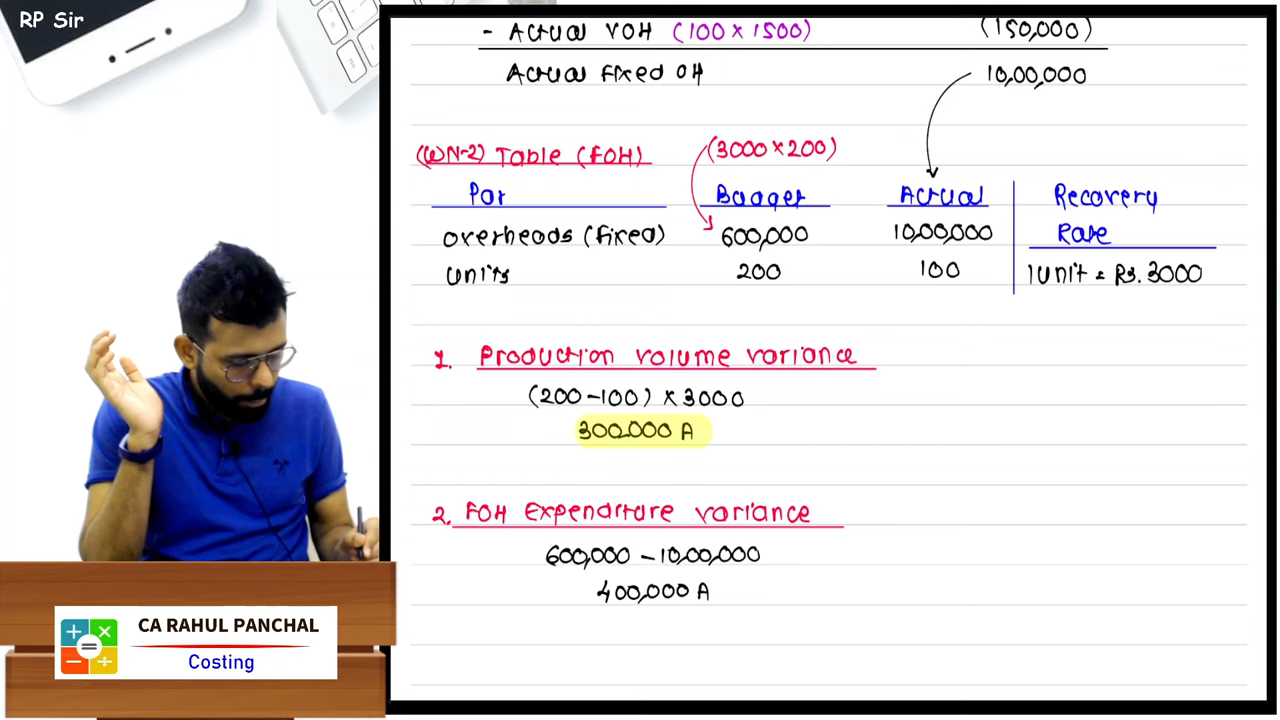 RP Sir
- Actual VOH (100 × 1500) (150,000)
Actual fixed OH 10,00,000
(WN-2) Table (FOH) (3000 × 200)
Par Budget Actual Recovery
overheads (fixed) 600,000 10,00,000 Rate
units 200 100 1 unit = Rs. 3000
1. Production volume variance
(200 - 100) × 3000
300,000 A
2. FOH Expenditure variance
600,000 - 10,00,000
400,000 A
CA RAHUL PANCHAL
Costing